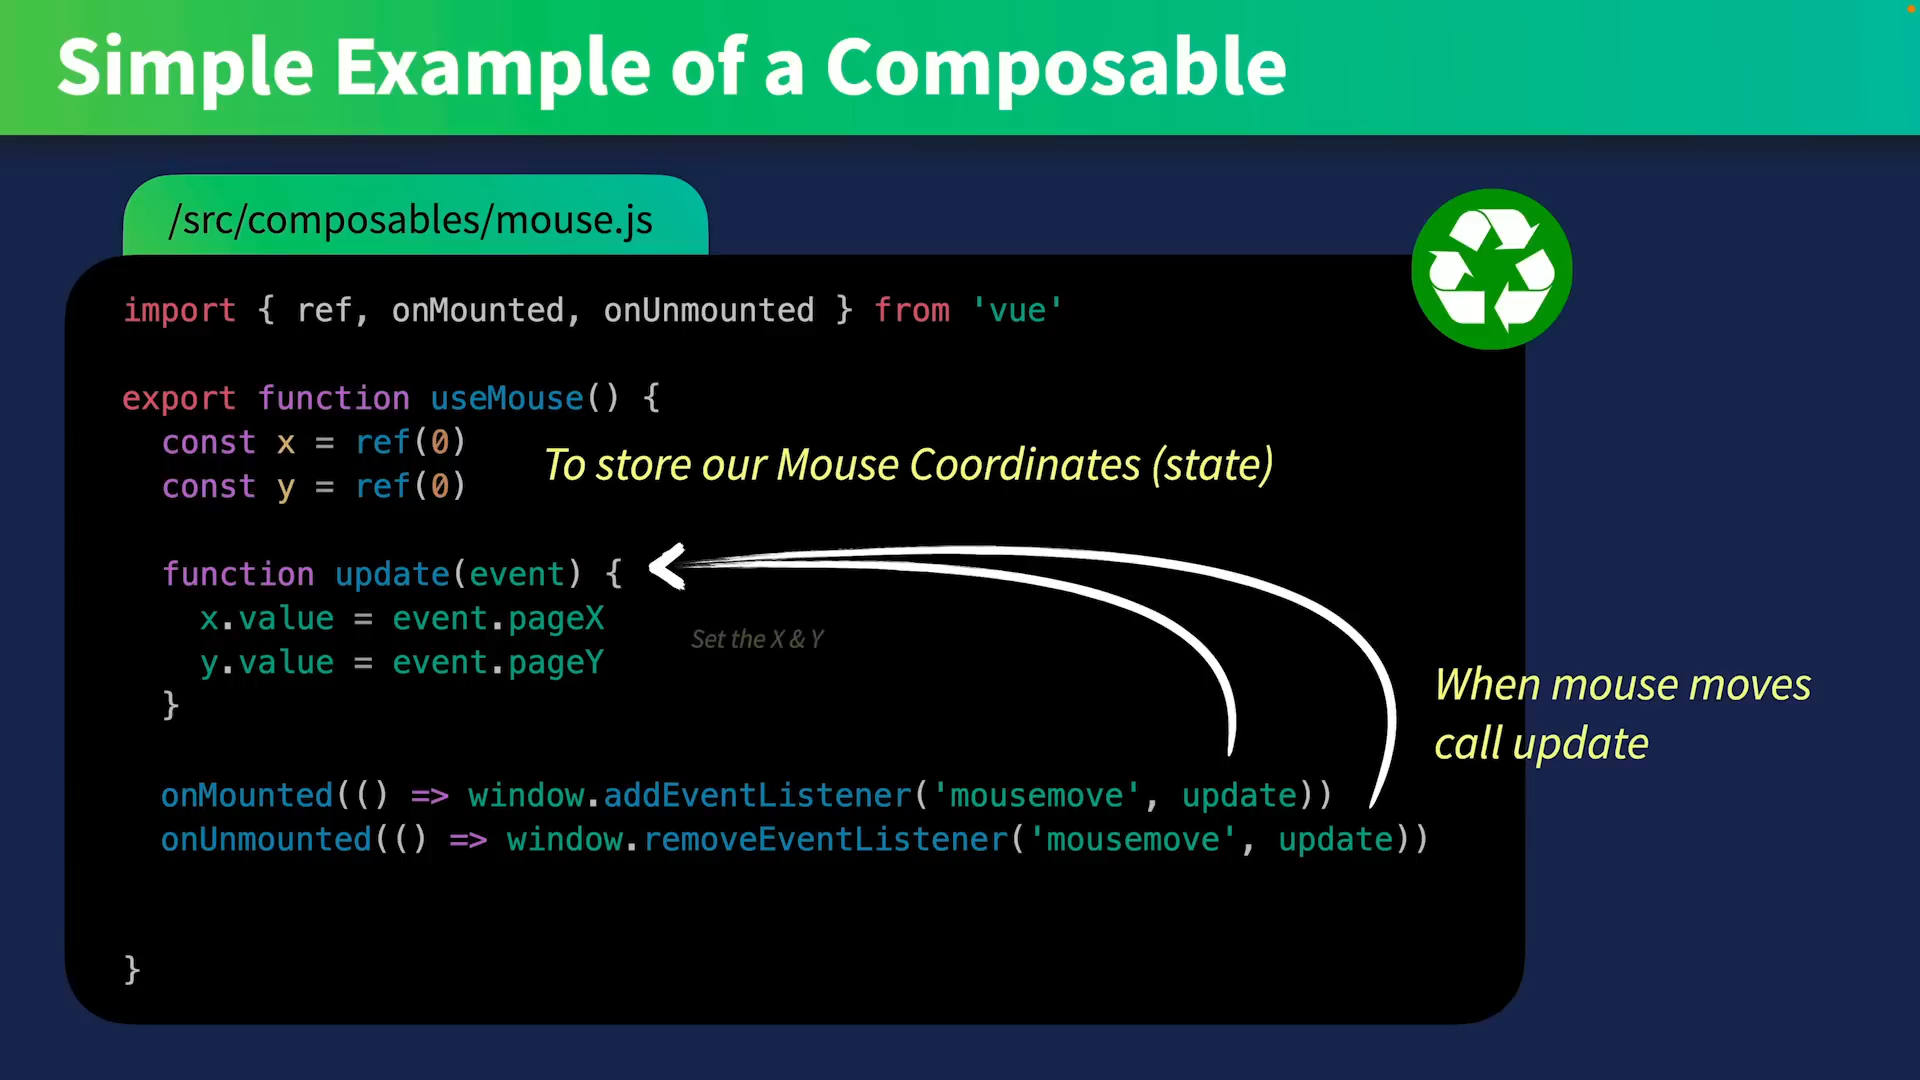 Simple Example of a Composable
/src/composables/mouse.js
import { ref, onMounted, onUnmounted } from 'vue'
export function useMouse() {
const x = ref(0)
const y = ref(0)
To store our Mouse Coordinates (state)
function update(event) {
x.value = event.pageX
y.value = event.pageY
Set the X & Y
}
When mouse moves
call update
onMounted(() => window.addEventListener('mousemove', update))
onUnmounted(() => window.removeEventListener('mousemove', update))
}